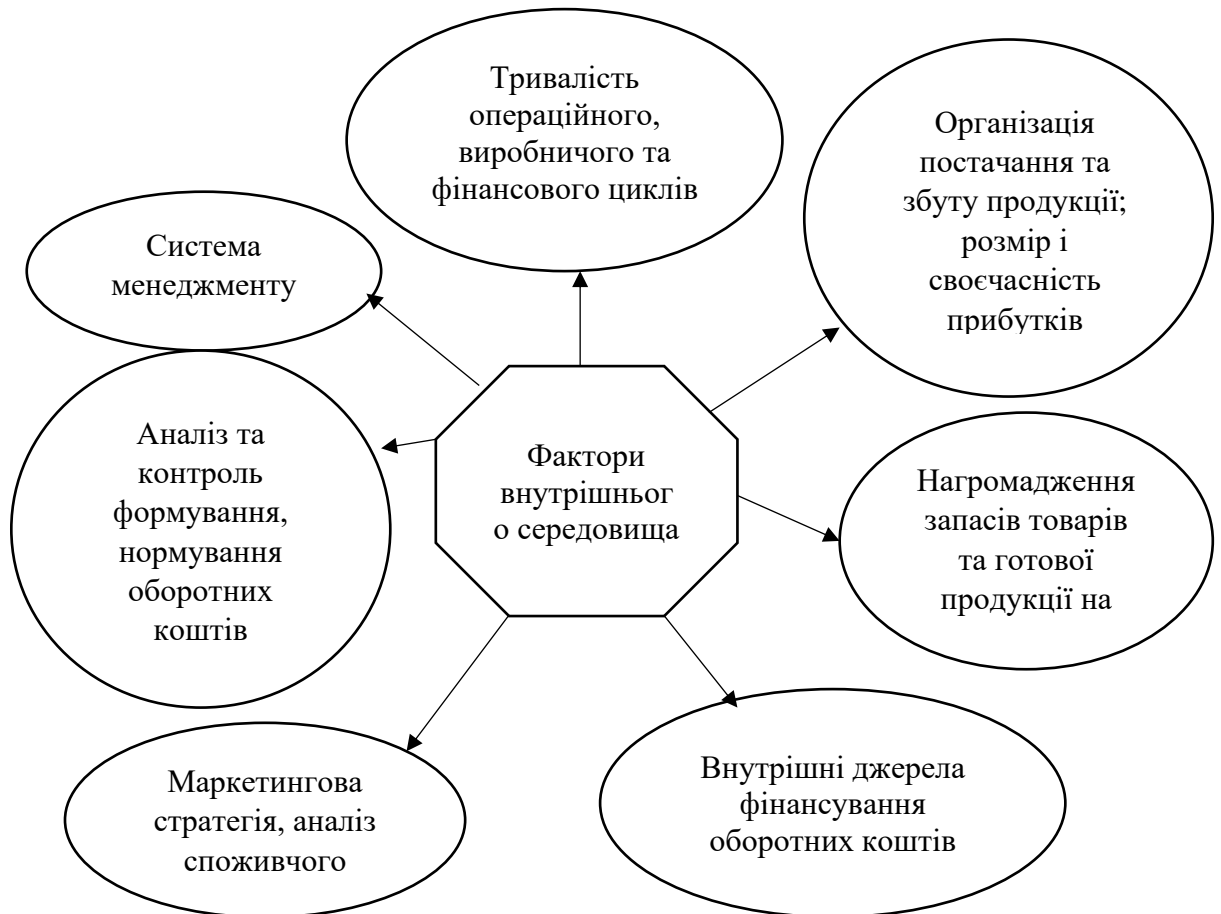 Тривалість
операційного,
виробничого та
фінансового циклів
Організація
постачання та
збуту продукції;
розмір і
своєчасність
прибутків
Система
менеджменту
Аналіз та
контроль
формування,
нормування
оборотних
коштів
Фактори
внутрішньог
о середовища
Нагромадження
запасів товарів
та готової
продукції на
Маркетингова
стратегія, аналіз
споживчого
Внутрішні джерела
фінансування
оборотних коштів